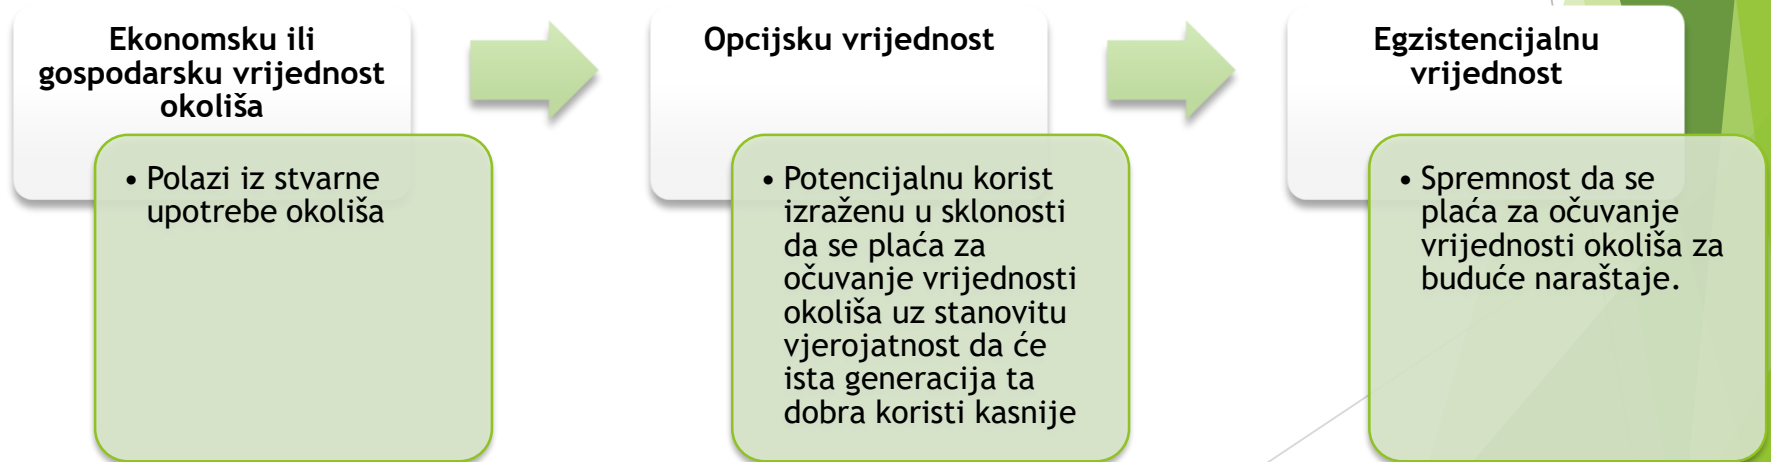 Ekonomsku ili
gospodarsku vrijednost
okoliša
• Polazi iz stvarne
upotrebe okoliša
Opcijsku vrijednost
• Potencijalnu korist
izraženu u sklonosti
da se plaća za
očuvanje vrijednosti
okoliša uz stanovitu
vjerojatnost da će
ista generacija ta
dobra koristi kasnije
Egzistencijalnu
vrijednost
• Spremnost da se
plaća za očuvanje
vrijednosti okoliša za
buduće naraštaje.